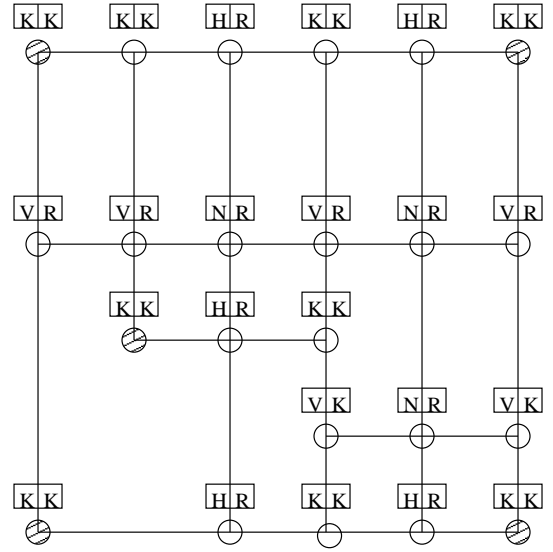 K K K K H R K K H R K K
V R V R N R V R N R V R
K K H R K K
V K N R V K
K K H R K K H R K K